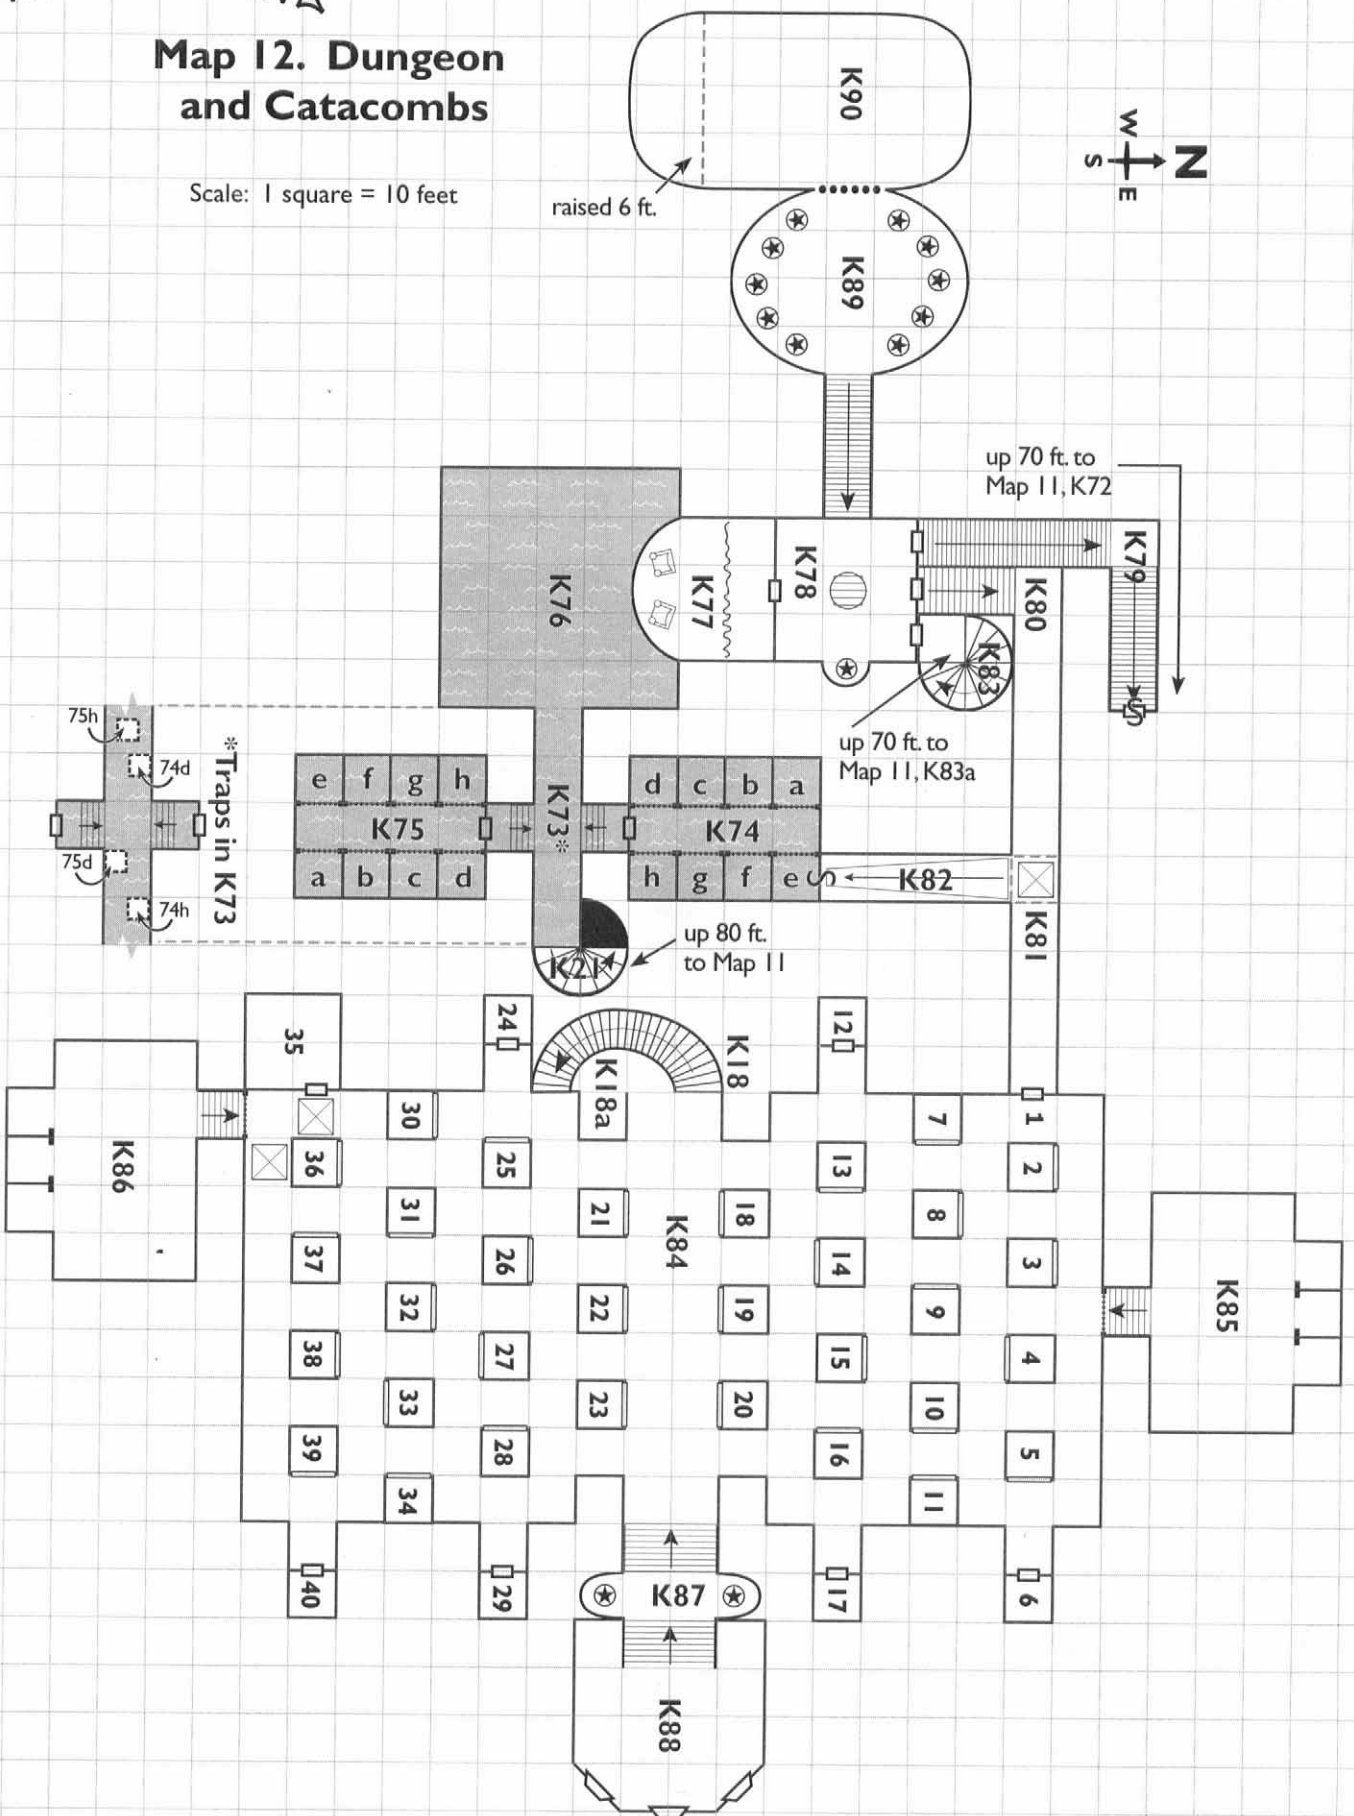 Map 12. Dungeon
and Catacombs
Scale: 1 square = 10 feet
K90
W
N
S
E
raised 6 ft.
K89
up 70 ft. to
Map 11, K72
K79
K78
K77
K76
K80
K83
up 70 ft. to
Map 11, K83a
75h
74d
75d
74h
*Traps in K73
e f g h
K75
a b c d
K73*
d c b a
K74
h g f e S
K82
S
K81
K21
up 80 ft.
to Map 11
35
24
K18
K18a
12
30
7
1
K86
36
25
13
2
31
21
K84
18
8
37
26
14
3
32
22
19
9
K85
38
27
15
4
33
23
20
10
39
28
16
5
34
11
40
29
K87
17
6
K88